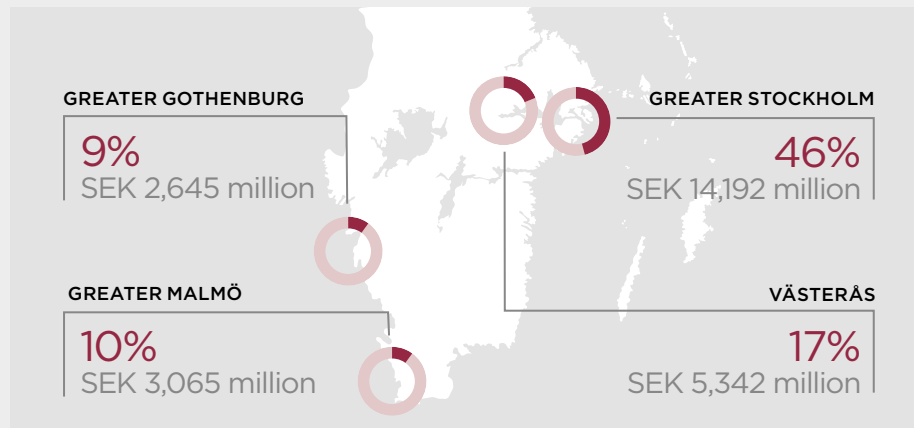 GREATER GOTHENBURG
9%
SEK 2,645 million
GREATER STOCKHOLM
46%
SEK 14,192 million
GREATER MALMÖ
10%
SEK 3,065 million
VÄSTERÅS
17%
SEK 5,342 million